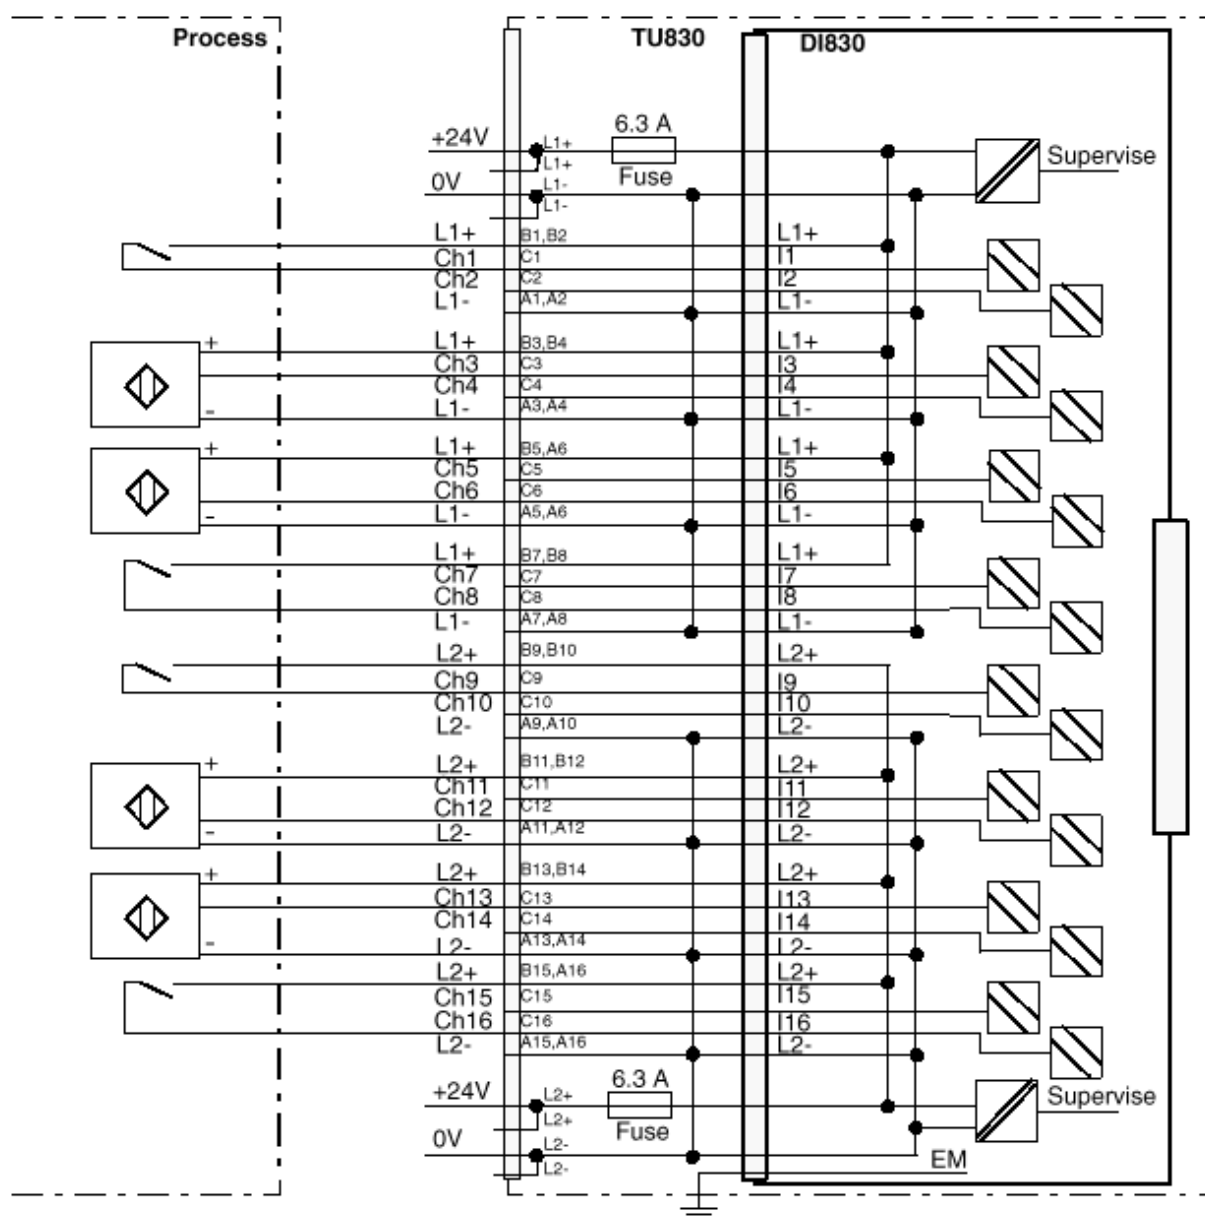 Process TU830 DI830
6.3 A
+24V L1+
L1+ Supervise
0V L1- Fuse
L1-
L1+ B1,B2 L1+
Ch1 C1 I1
Ch2 C2 I2
L1- A1,A2 L1-
+ L1+ B3,B4 L1+
Ch3 C3 I3
Ch4 C4 I4
- L1- A3,A4 L1-
+ L1+ B5,A6 L1+
Ch5 C5 I5
Ch6 C6 I6
- L1- A5,A6 L1-
L1+ B7,B8 L1+
Ch7 C7 I7
Ch8 C8 I8
L1- A7,A8 L1-
L2+ B9,B10 L2+
Ch9 C9 I9
Ch10 C10 I10
L2- A9,A10 L2-
+ L2+ B11,B12 L2+
Ch11 C11 I11
Ch12 C12 I12
- L2- A11,A12 L2-
+ L2+ B13,B14 L2+
Ch13 C13 I13
Ch14 C14 I14
- L2- A13,A14 L2-
L2+ B15,A16 L2+
Ch15 C15 I15
Ch16 C16 I16
L2- A15,A16 L2-
6.3 A
+24V L2+ Supervise
L2+ Fuse
0V L2-
L2- EM